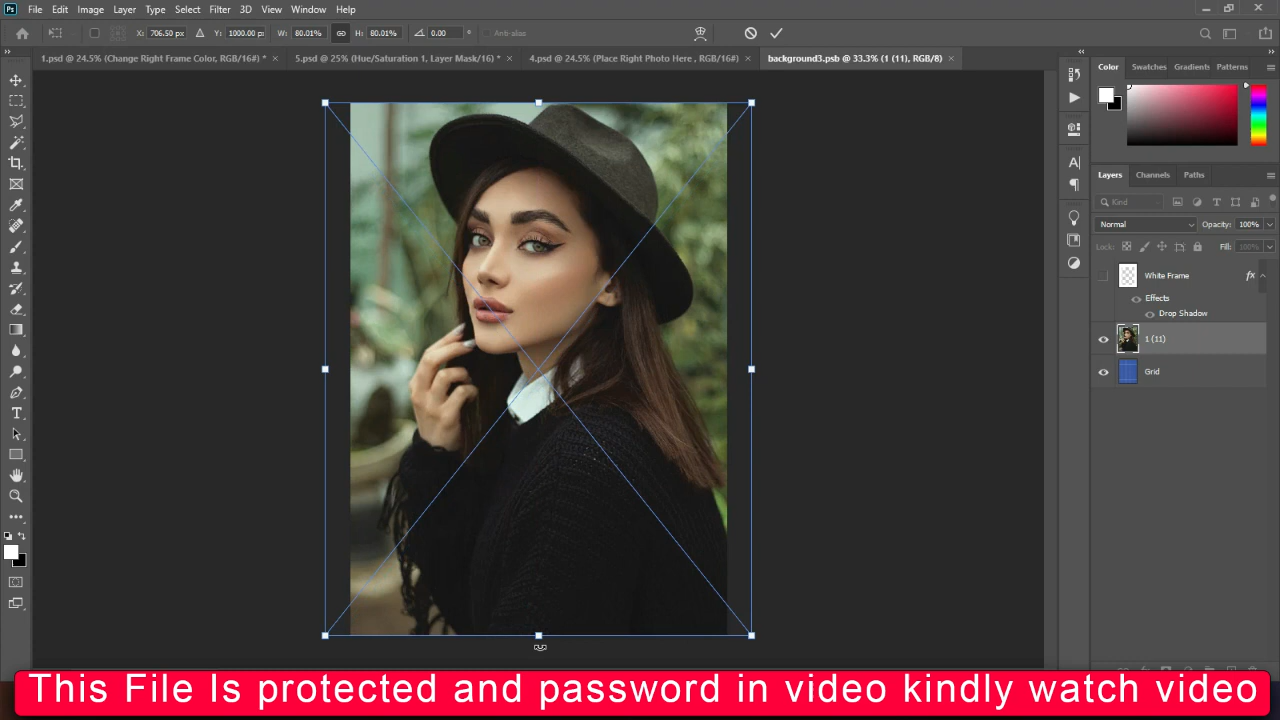 Ps File Edit Image Layer Type Select Filter 3D View Window Help
X: 706.50 px Y: 1000.00 px W: 80.01% H: 80.01% 0.00 ° Anti-alias
1.psd @ 24.5% (Change Right Frame Color, RGB/16#) * × 5.psd @ 25% (Hue/Saturation 1, Layer Mask/16) * × 4.psd @ 24.5% (Place Right Photo Here , RGB/16#) × background3.psb @ 33.3% (1 (11), RGB/8) ×
Color Swatches Gradients Patterns
Layers Channels Paths
Kind
Normal Opacity: 100%
Lock: Fill: 100%
White Frame fx
Effects
Drop Shadow
1 (11)
Grid
This File Is protected and password in video kindly watch video